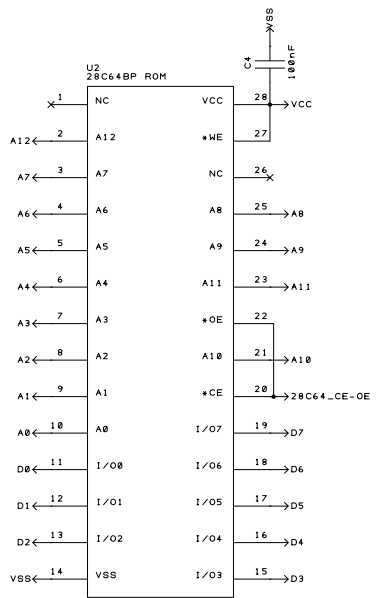 VSS
C4
100nF
U2
28C64BP ROM
1 NC VCC 28 VCC
A12 2 A12 *WE 27
A7 3 A7 NC 26
A6 4 A6 A8 25 A8
A5 5 A5 A9 24 A9
A4 6 A4 A11 23 A11
A3 7 A3 *OE 22
A2 8 A2 A10 21 A10
A1 9 A1 *CE 20 28C64_CE-OE
A0 10 A0 I/O7 19 D7
D0 11 I/O0 I/O6 18 D6
D1 12 I/O1 I/O5 17 D5
D2 13 I/O2 I/O4 16 D4
VSS 14 VSS I/O3 15 D3